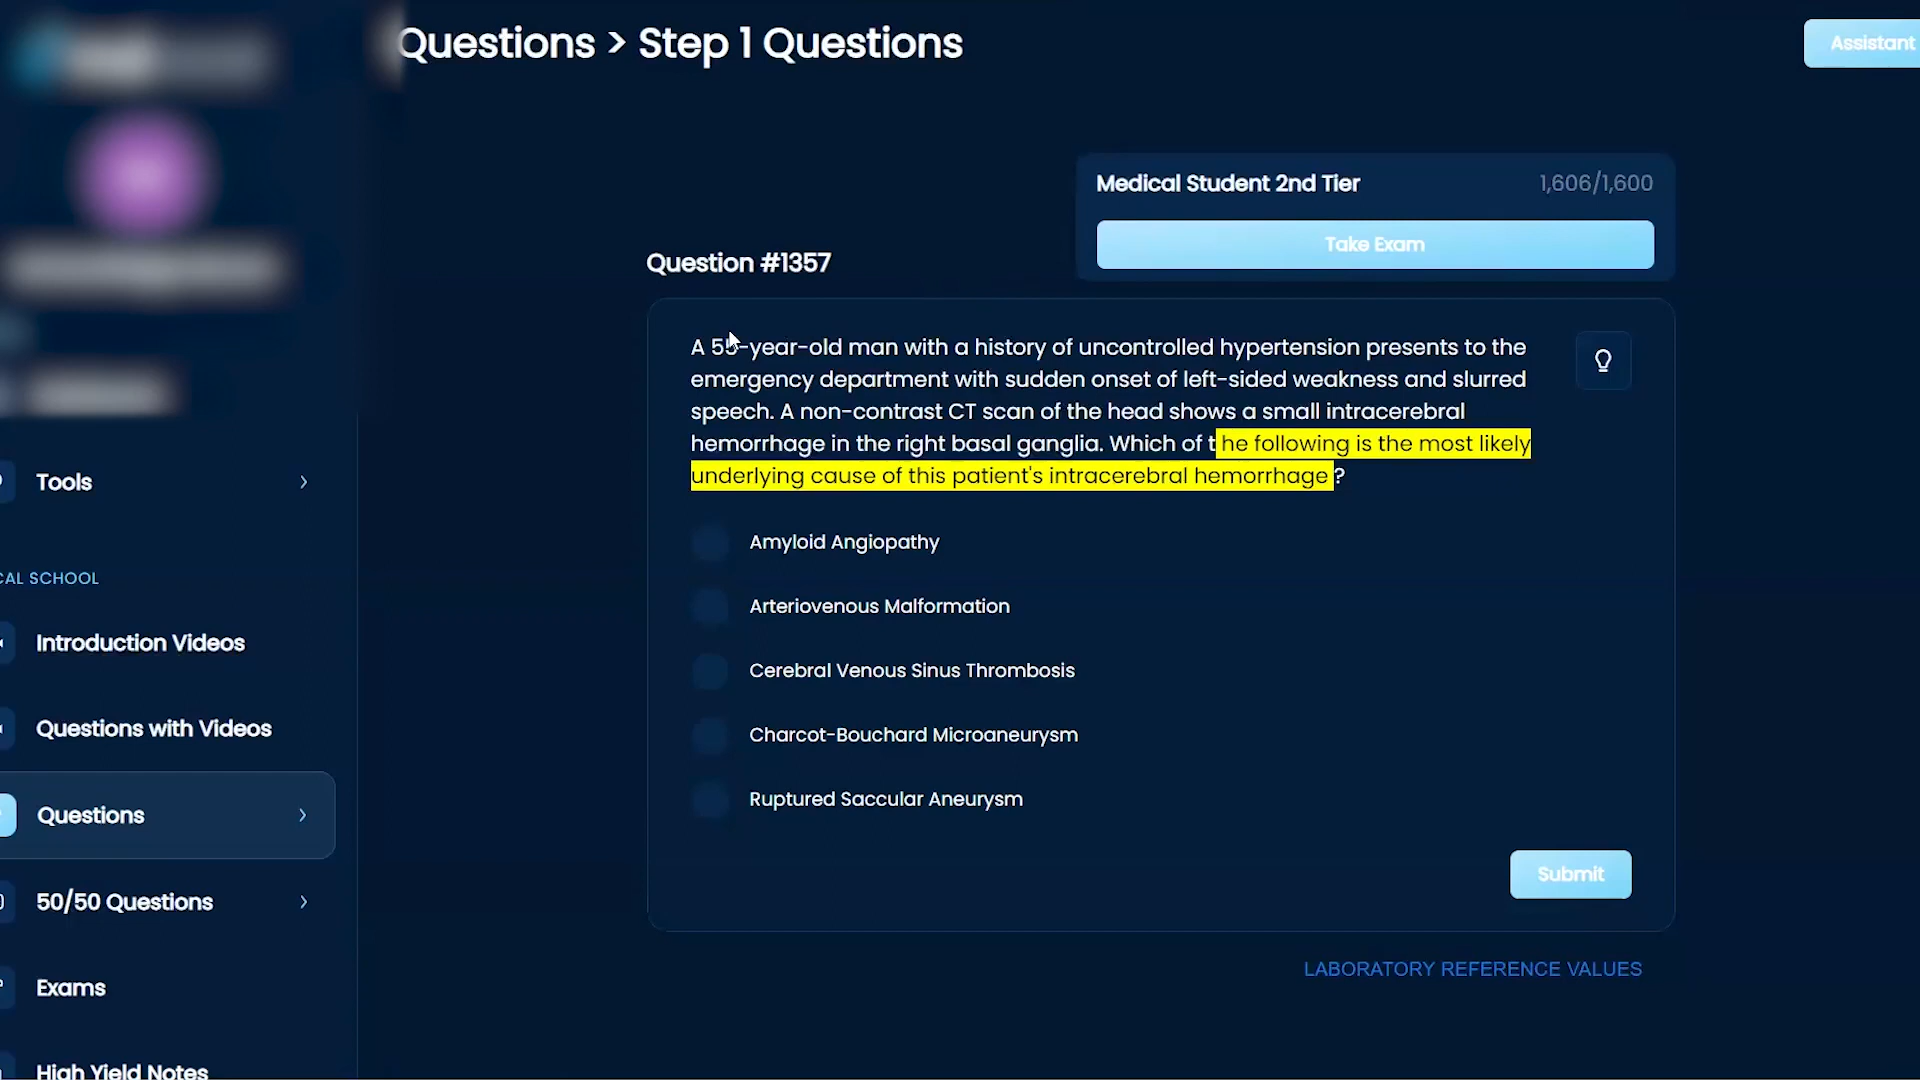 Questions > Step 1 Questions
Assistant
Medical Student 2nd Tier
1,606/1,600
Take Exam
Question #1357
A 55-year-old man with a history of uncontrolled hypertension presents to the
emergency department with sudden onset of left-sided weakness and slurred
speech. A non-contrast CT scan of the head shows a small intracerebral
hemorrhage in the right basal ganglia. Which of the following is the most likely
underlying cause of this patient's intracerebral hemorrhage ?
Amyloid Angiopathy
Arteriovenous Malformation
Cerebral Venous Sinus Thrombosis
Charcot-Bouchard Microaneurysm
Ruptured Saccular Aneurysm
Submit
LABORATORY REFERENCE VALUES
Tools
CAL SCHOOL
Introduction Videos
Questions with Videos
Questions
50/50 Questions
Exams
High Yield Notes